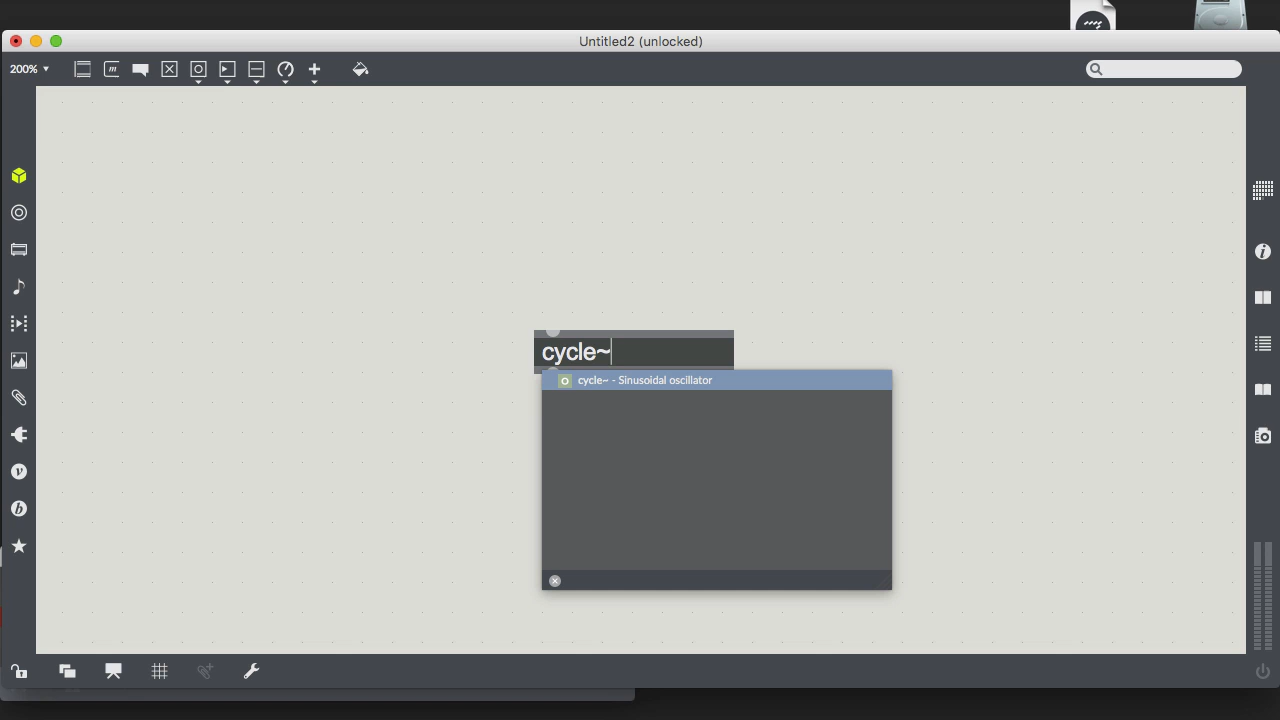 Untitled2 (unlocked)
200%
cycle~
cycle~ - Sinusoidal oscillator